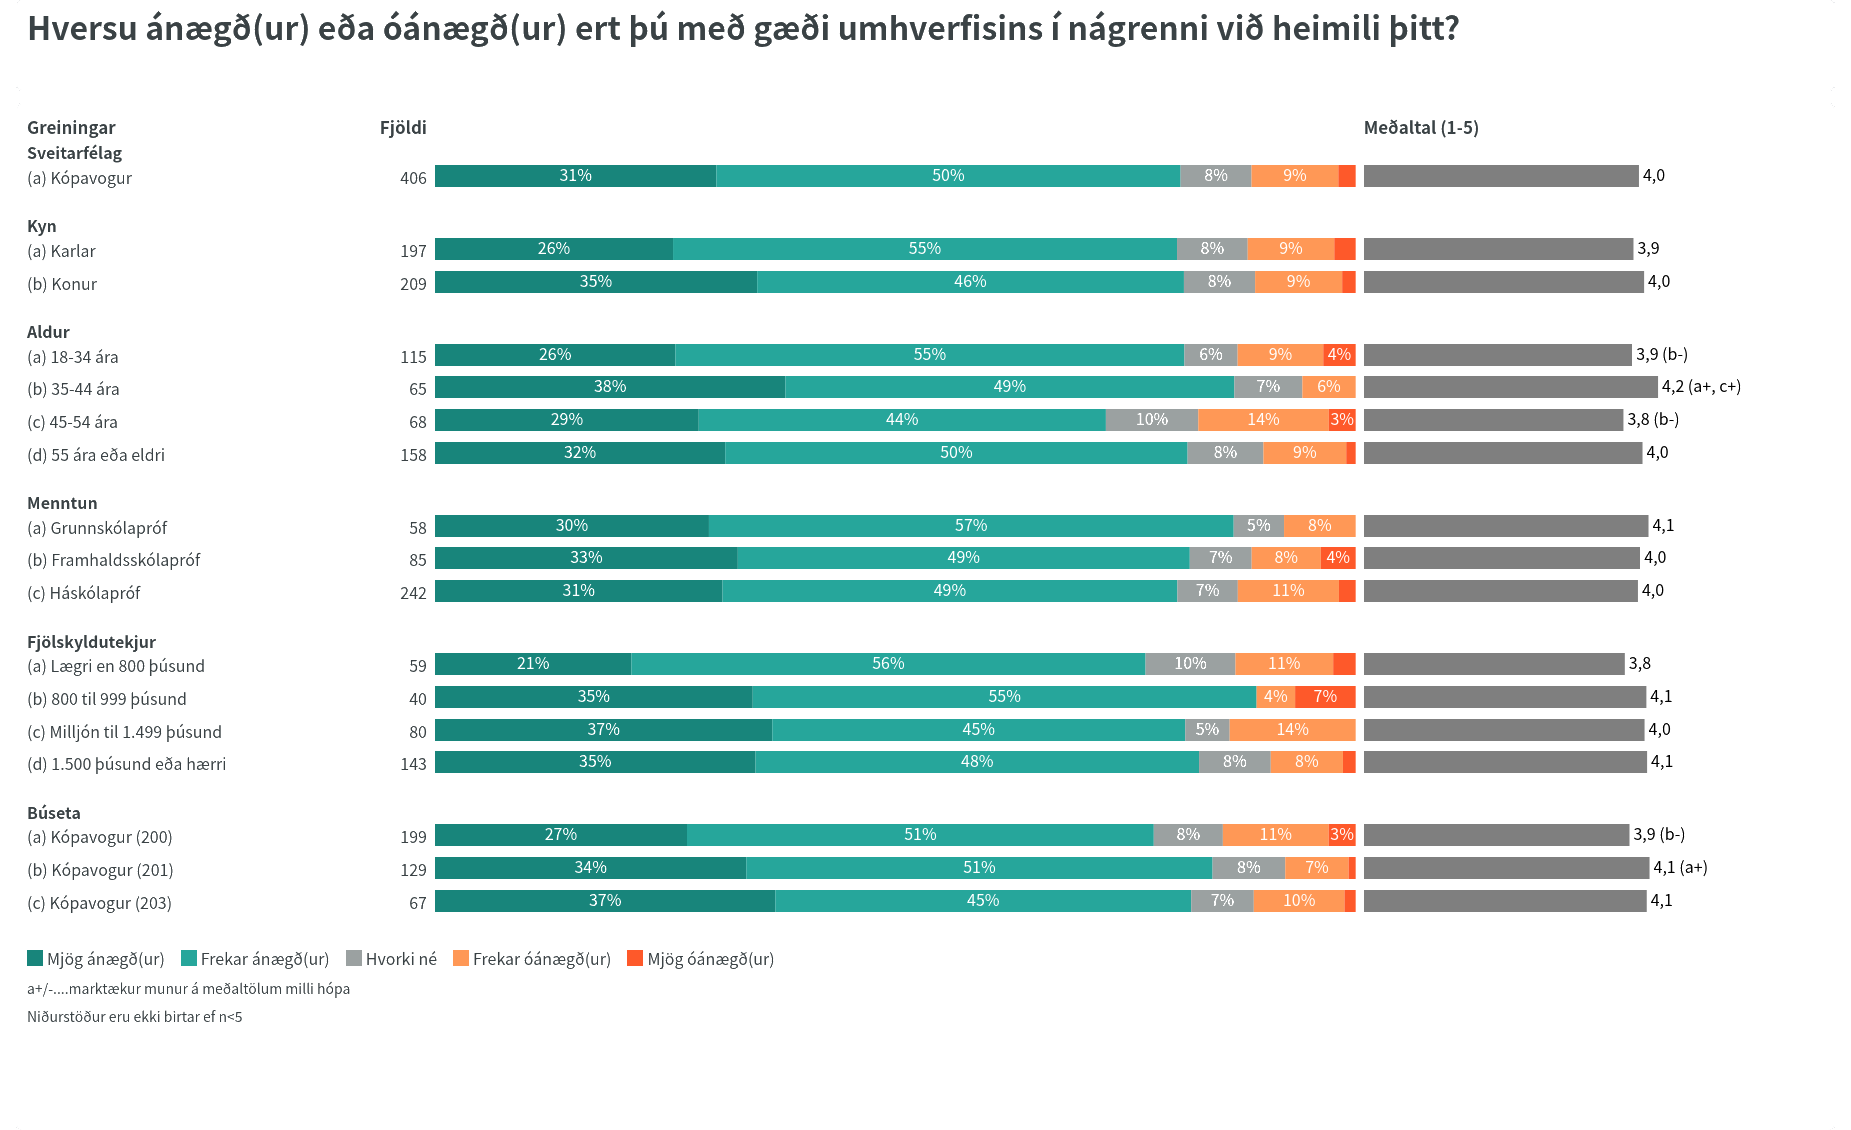 Hversu ánægð(ur) eða óánægð(ur) ert þú með gæði umhverfisins í nágrenni við heimili þitt?
Greiningar Fjöldi Meðaltal (1-5)
Sveitarfélag
(a) Kópavogur 406 31% 50% 8% 9% 4,0
Kyn
(a) Karlar 197 26% 55% 8% 9% 3,9
(b) Konur 209 35% 46% 8% 9% 4,0
Aldur
(a) 18-34 ára 115 26% 55% 6% 9% 4% 3,9 (b-)
(b) 35-44 ára 65 38% 49% 7% 6% 4,2 (a+, c+)
(c) 45-54 ára 68 29% 44% 10% 14% 3% 3,8 (b-)
(d) 55 ára eða eldri 158 32% 50% 8% 9% 4,0
Menntun
(a) Grunnskólapróf 58 30% 57% 5% 8% 4,1
(b) Framhaldsskólapróf 85 33% 49% 7% 8% 4% 4,0
(c) Háskólapróf 242 31% 49% 7% 11% 4,0
Fjölskyldutekjur
(a) Lægri en 800 þúsund 59 21% 56% 10% 11% 3,8
(b) 800 til 999 þúsund 40 35% 55% 4% 7% 4,1
(c) Milljón til 1.499 þúsund 80 37% 45% 5% 14% 4,0
(d) 1.500 þúsund eða hærri 143 35% 48% 8% 8% 4,1
Búseta
(a) Kópavogur (200) 199 27% 51% 8% 11% 3% 3,9 (b-)
(b) Kópavogur (201) 129 34% 51% 8% 7% 4,1 (a+)
(c) Kópavogur (203) 67 37% 45% 7% 10% 4,1
Mjög ánægð(ur) Frekar ánægð(ur) Hvorki né Frekar óánægð(ur) Mjög óánægð(ur)
a+/-....marktækur munur á meðaltölum milli hópa
Niðurstöður eru ekki birtar ef n<5